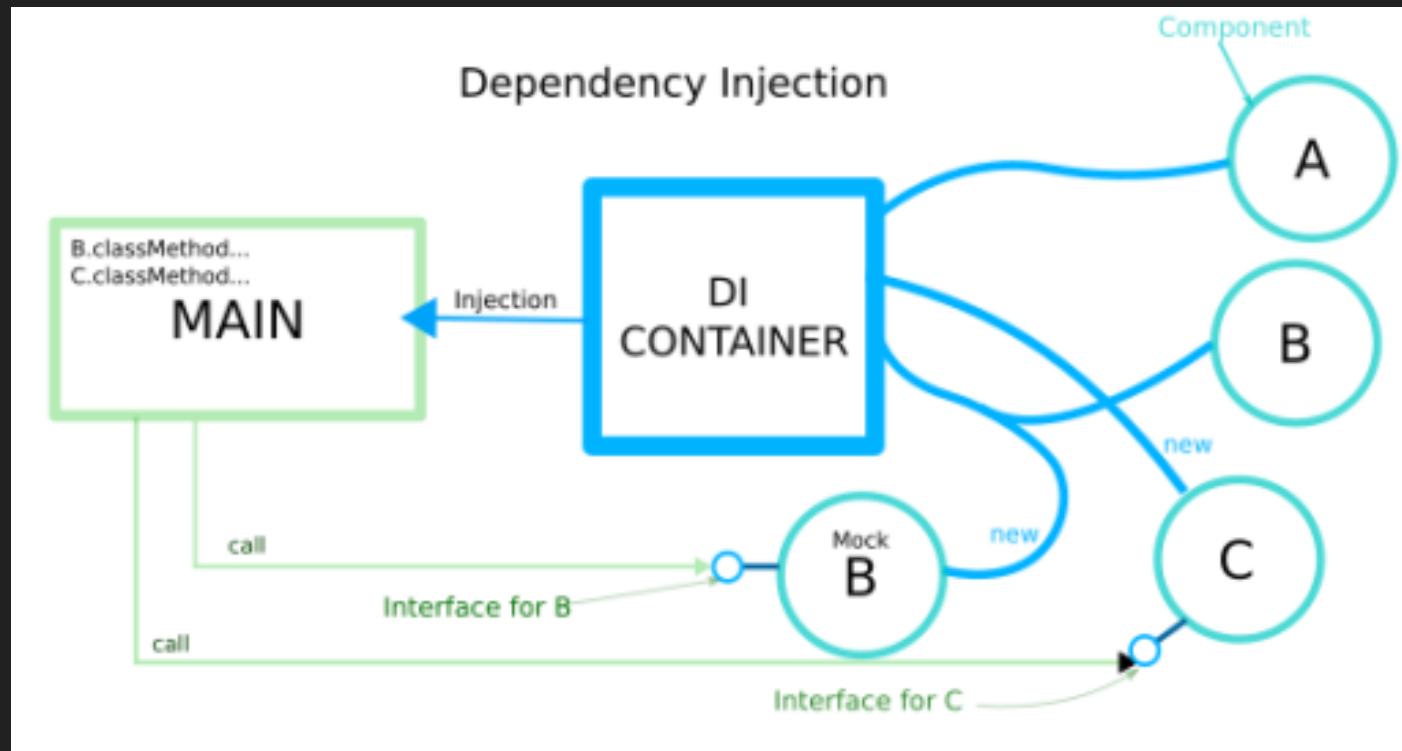 Component
Dependency Injection
A
B.classMethod...
C.classMethod...
MAIN
Injection
DI
CONTAINER
B
new
call
new
Mock
B
C
Interface for B
call
Interface for C